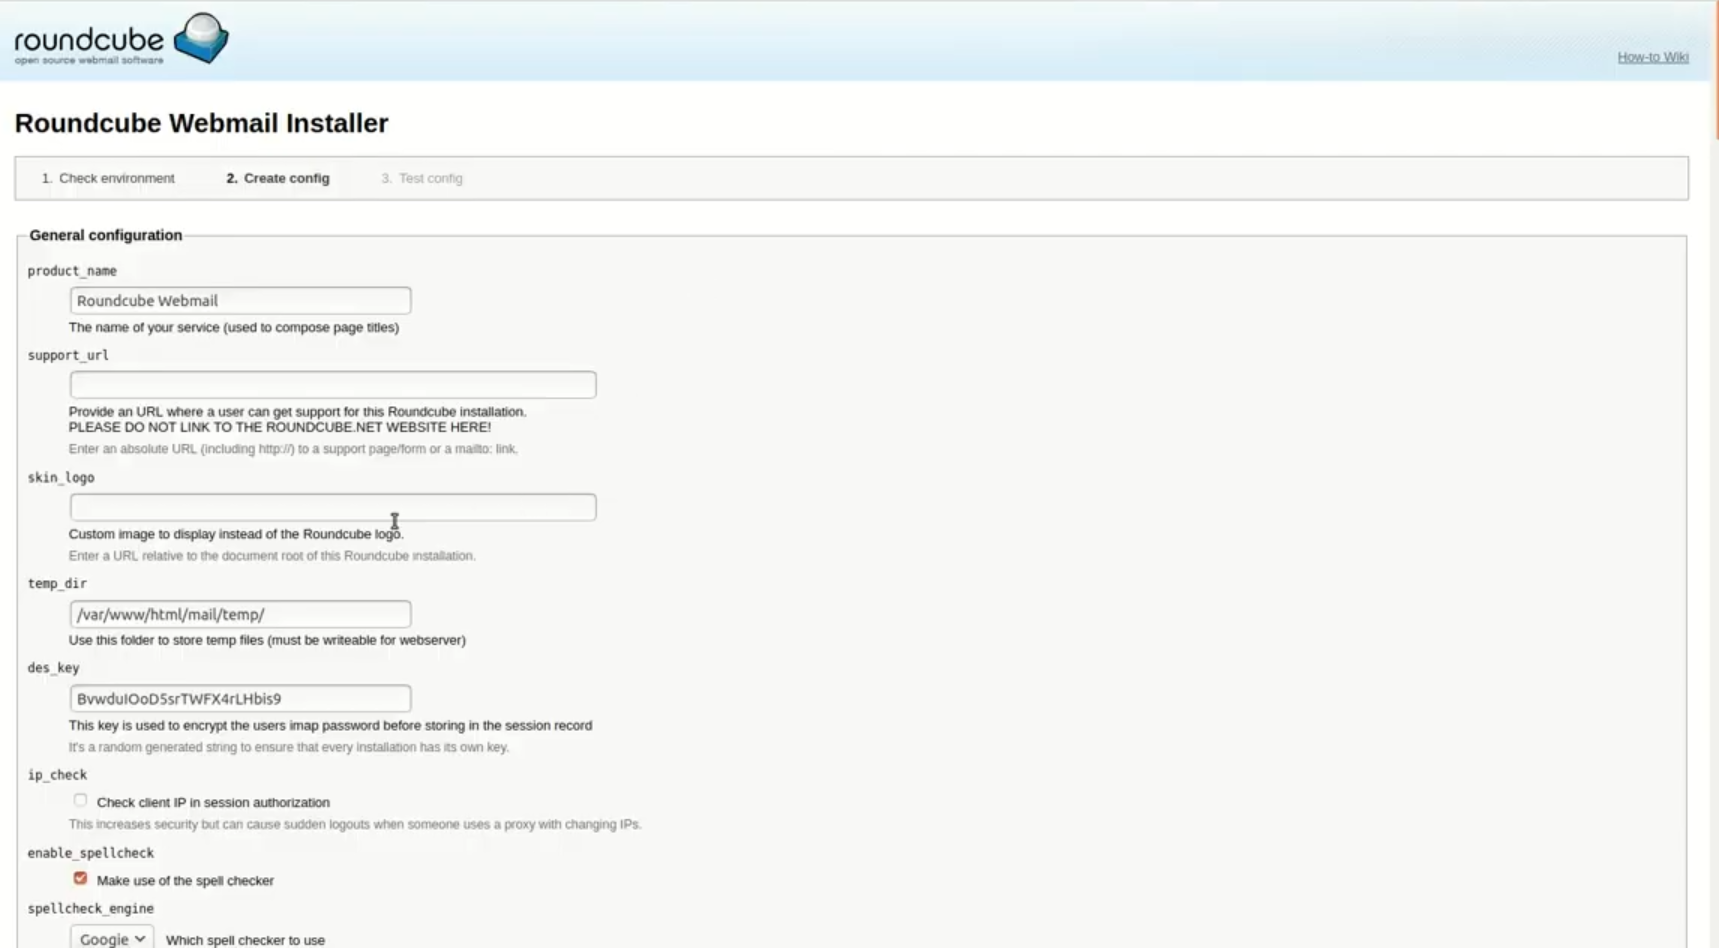 roundcube
open source webmail software
How-to Wiki
Roundcube Webmail Installer
1. Check environment 2. Create config 3. Test config
General configuration
product_name
Roundcube Webmail
The name of your service (used to compose page titles)
support_url
Provide an URL where a user can get support for this Roundcube installation.
PLEASE DO NOT LINK TO THE ROUNDCUBE.NET WEBSITE HERE!
Enter an absolute URL (including http://) to a support page/form or a mailto: link.
skin_logo
Custom image to display instead of the Roundcube logo.
Enter a URL relative to the document root of this Roundcube installation.
temp_dir
/var/www/html/mail/temp/
Use this folder to store temp files (must be writeable for webserver)
des_key
BvwduIOoD5srTWFX4rLHbis9
This key is used to encrypt the users imap password before storing in the session record
It's a random generated string to ensure that every installation has its own key.
ip_check
Check client IP in session authorization
This increases security but can cause sudden logouts when someone uses a proxy with changing IPs.
enable_spellcheck
Make use of the spell checker
spellcheck_engine
Google Which spell checker to use